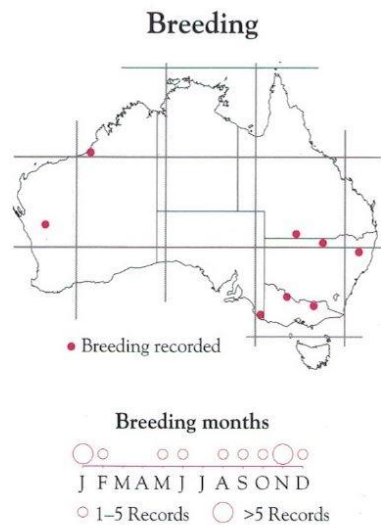 Breeding
Breeding recorded
Breeding months
J F M A M J J A S O N D
1–5 Records >5 Records